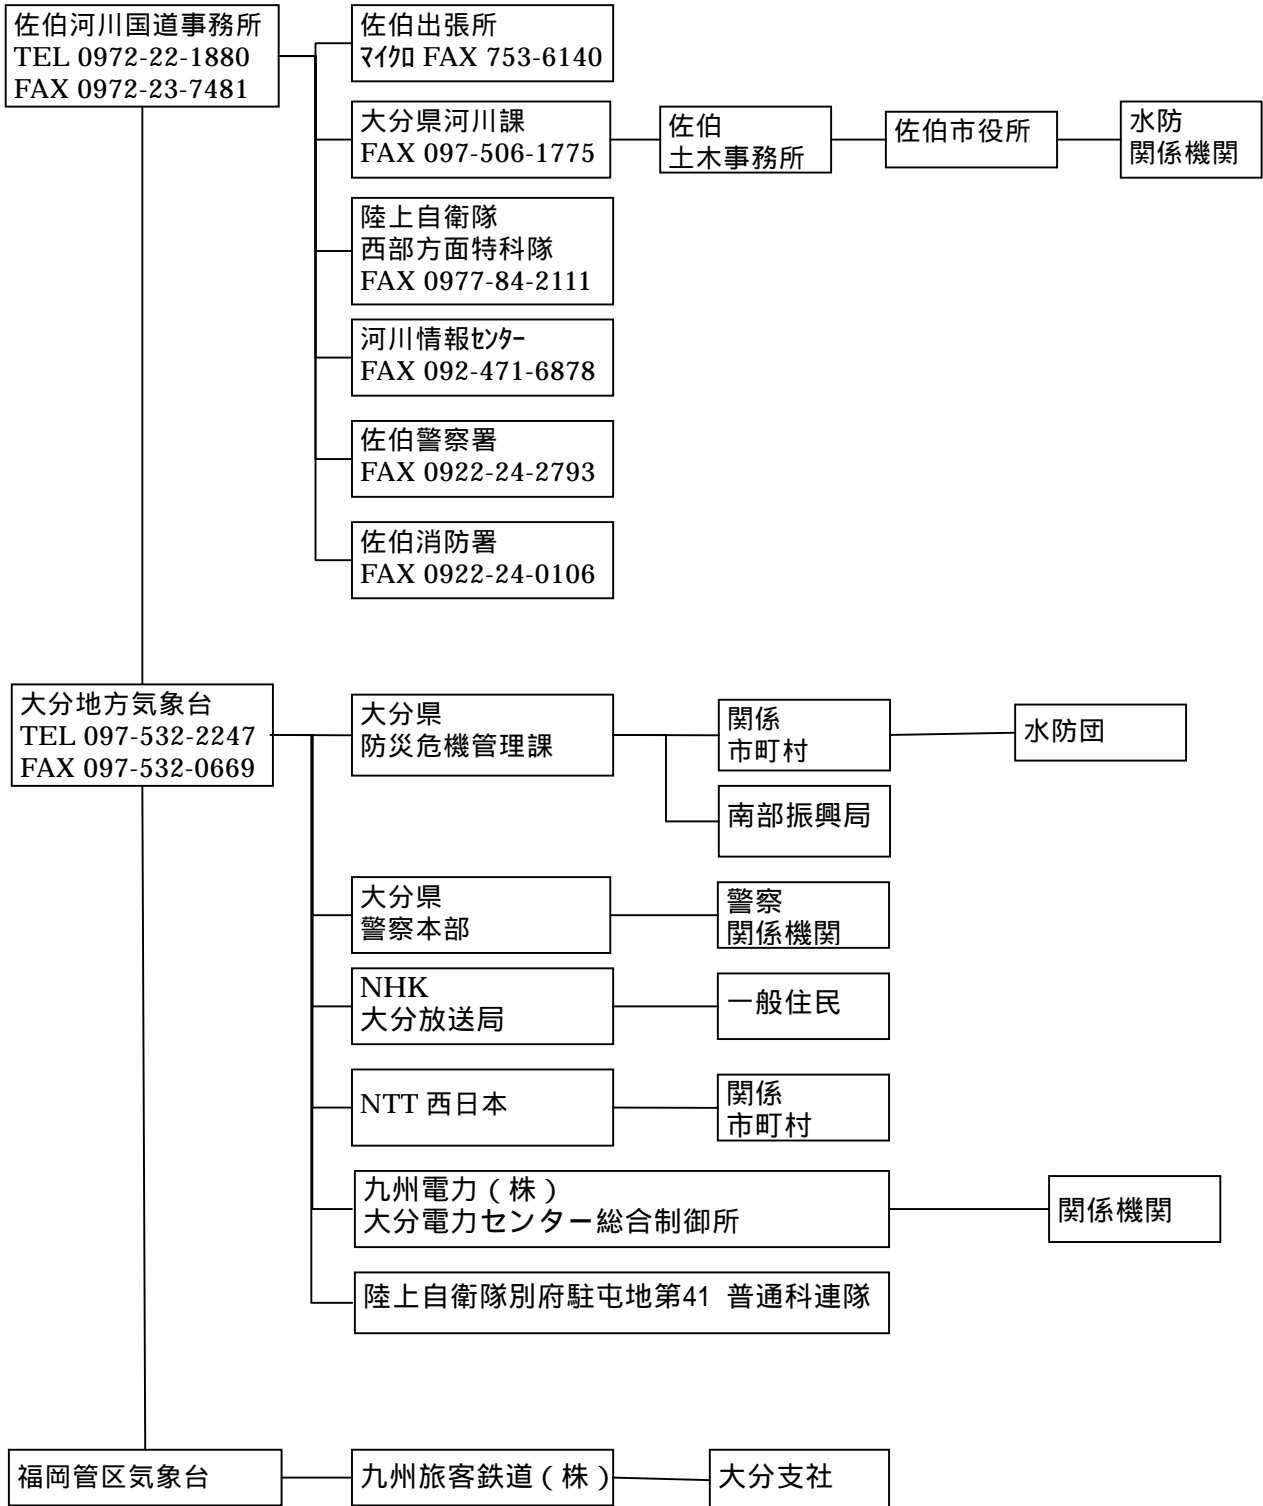 佐伯河川国道事務所
TEL 0972-22-1880
FAX 0972-23-7481
佐伯出張所
ﾏｲｸﾛ FAX 753-6140
大分県河川課
FAX 097-506-1775
佐伯
土木事務所
佐伯市役所
水防
関係機関
陸上自衛隊
西部方面特科隊
FAX 0977-84-2111
河川情報ｾﾝﾀｰ
FAX 092-471-6878
佐伯警察署
FAX 0922-24-2793
佐伯消防署
FAX 0922-24-0106
大分地方気象台
TEL 097-532-2247
FAX 097-532-0669
大分県
防災危機管理課
関係
市町村
水防団
南部振興局
大分県
警察本部
警察
関係機関
NHK
大分放送局
一般住民
NTT 西日本
関係
市町村
九州電力（株）
大分電力センター総合制御所
関係機関
陸上自衛隊別府駐屯地第41 普通科連隊
福岡管区気象台
九州旅客鉄道（株）
大分支社